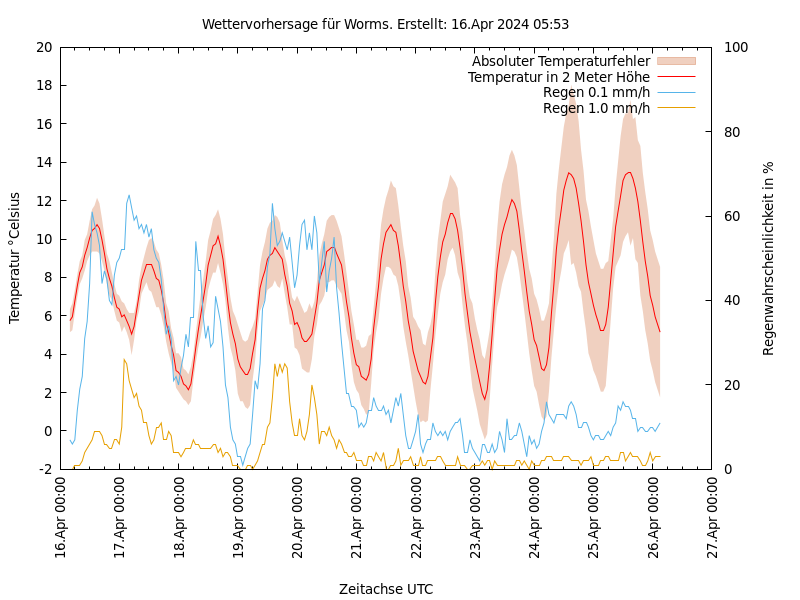 Wettervorhersage für Worms. Erstellt: 16.Apr 2024 05:53
Absoluter Temperaturfehler
Temperatur in 2 Meter Höhe
Regen 0.1 mm/h
Regen 1.0 mm/h
Temperatur °Celsius
20
18
16
14
12
10
8
6
4
2
0
-2
100
80
60
40
20
0
Regenwahrscheinlichkeit in %
16.Apr 00:00
17.Apr 00:00
18.Apr 00:00
19.Apr 00:00
20.Apr 00:00
21.Apr 00:00
22.Apr 00:00
23.Apr 00:00
24.Apr 00:00
25.Apr 00:00
26.Apr 00:00
27.Apr 00:00
Zeitachse UTC